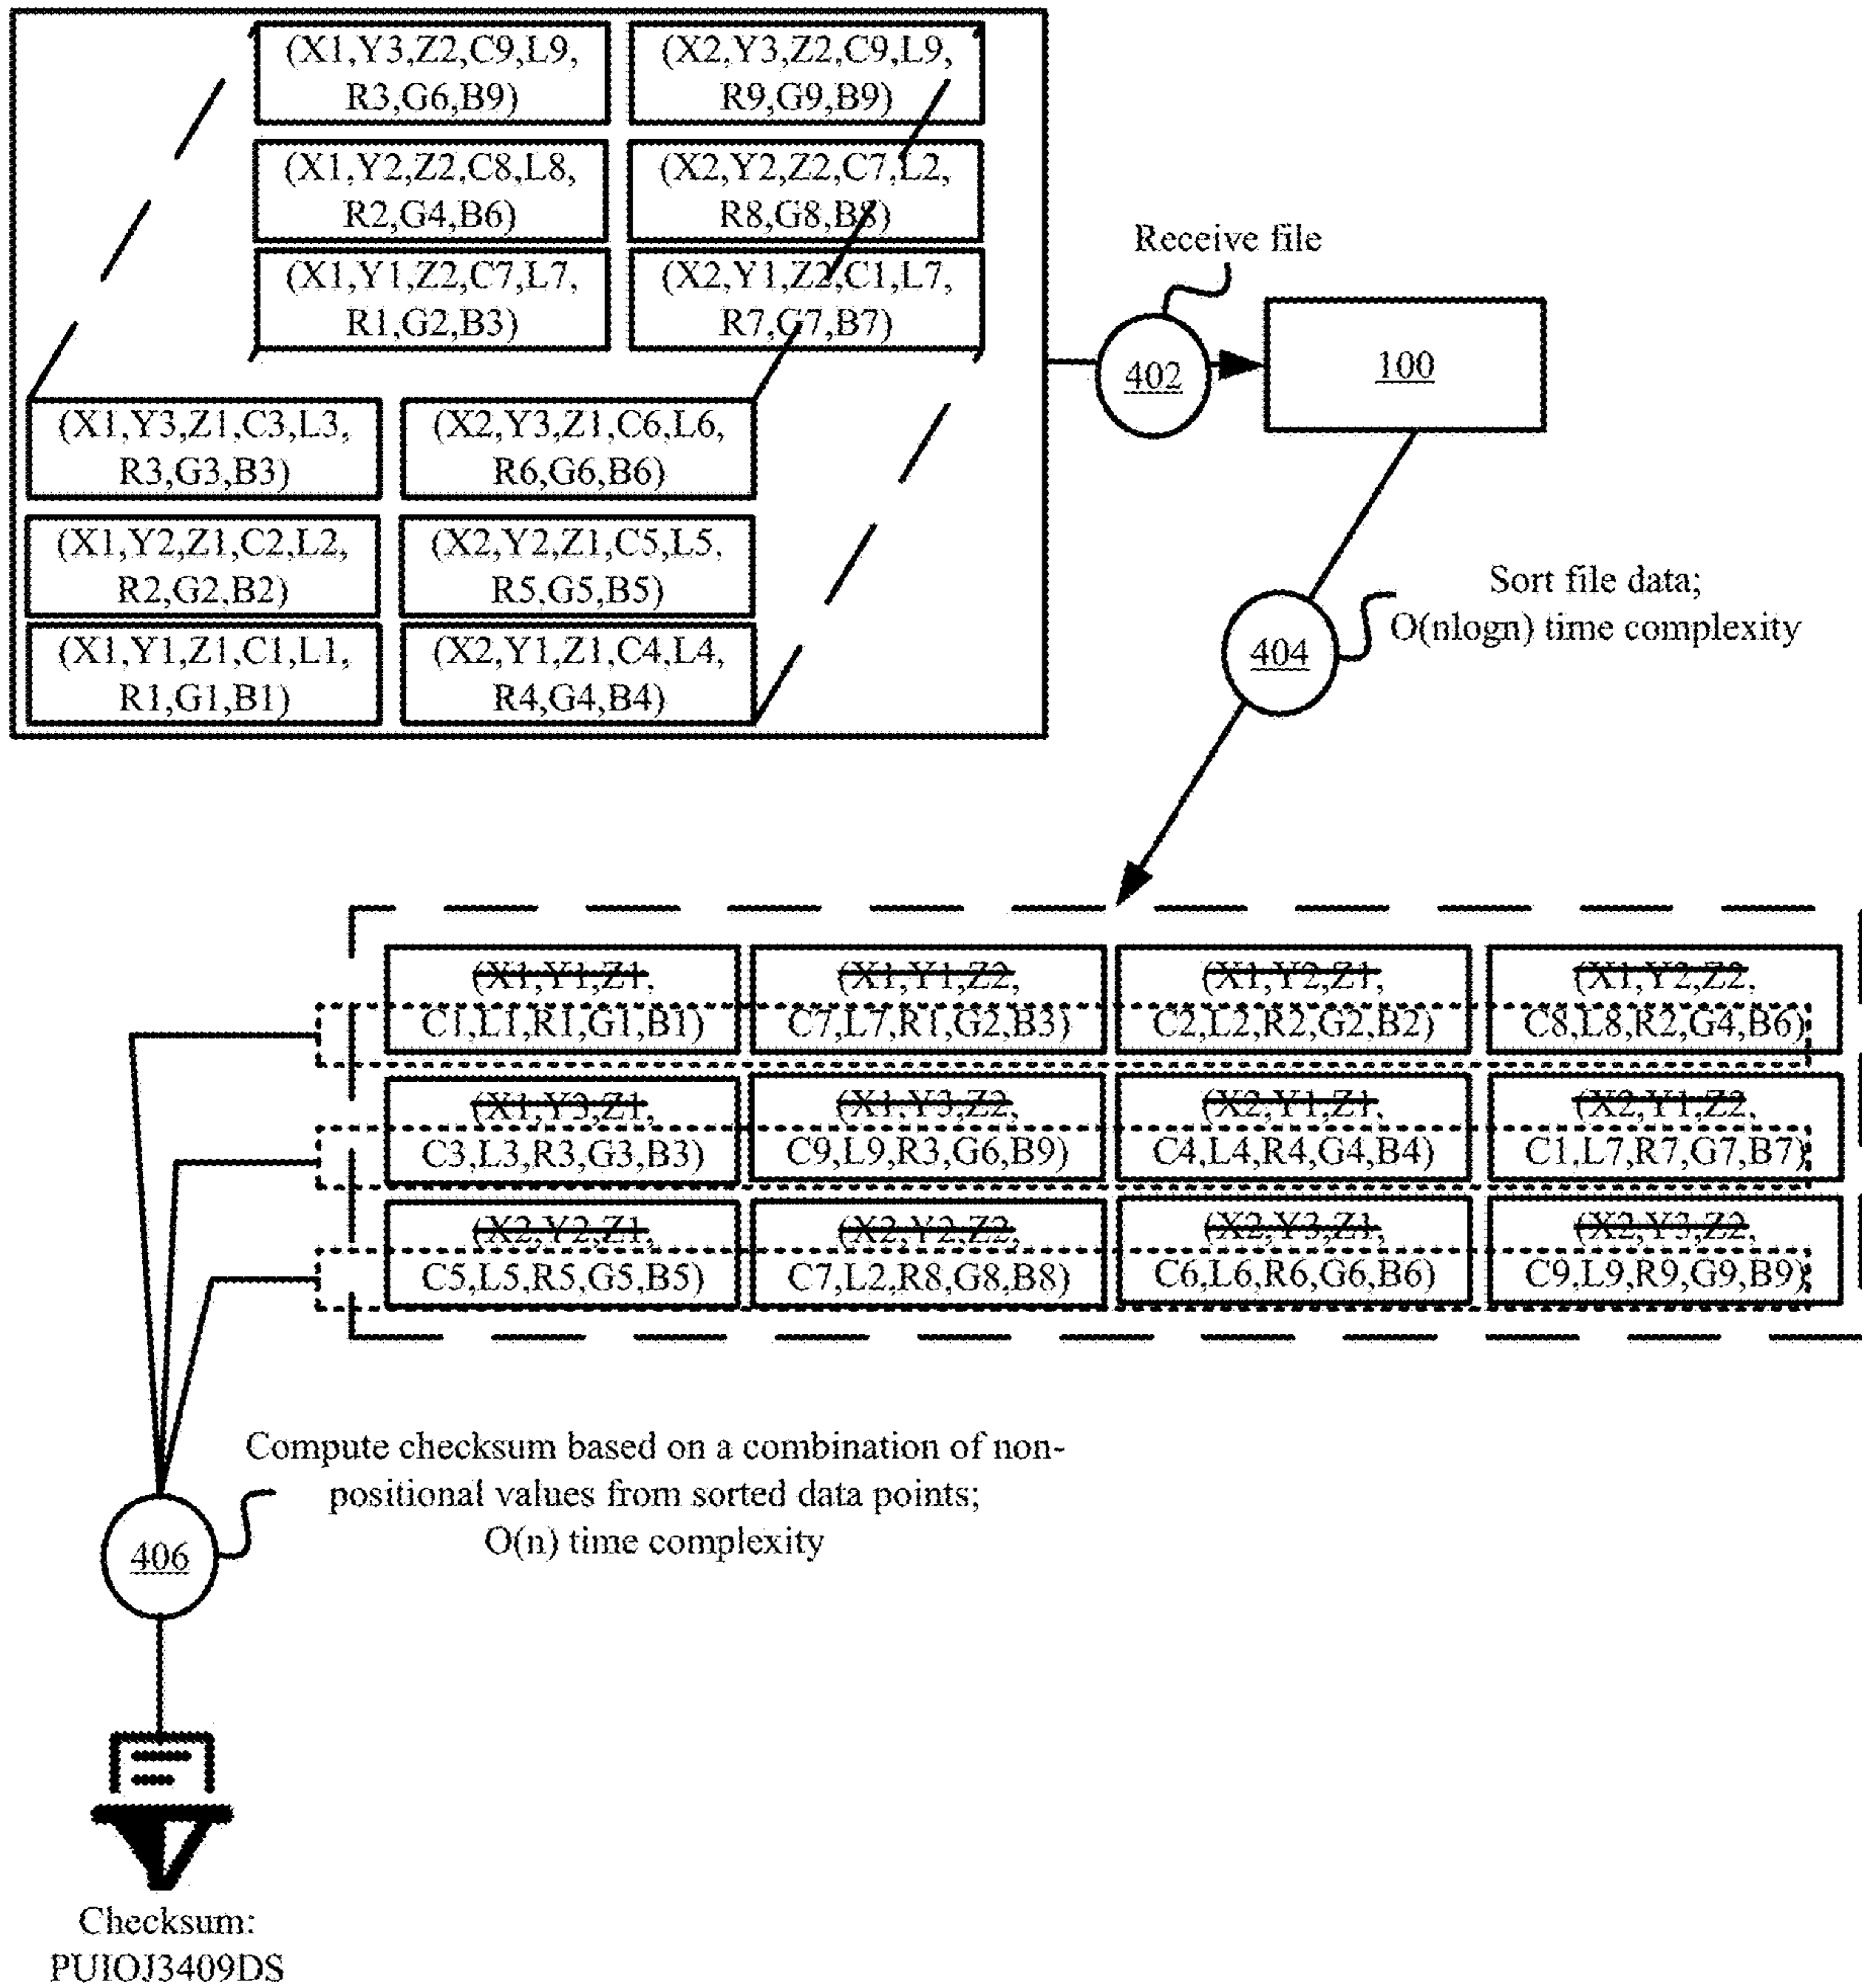 (X1,Y3,Z2,C9,L9,
R3,G6,B9)
(X2,Y3,Z2,C9,L9,
R9,G9,B9)
(X1,Y2,Z2,C8,L8,
R2,G4,B6)
(X2,Y2,Z2,C7,L2,
R8,G8,B8)
(X1,Y1,Z2,C7,L7,
R1,G2,B3)
(X2,Y1,Z2,C1,L7,
R7,G7,B7)
(X1,Y3,Z1,C3,L3,
R3,G3,B3)
(X2,Y3,Z1,C6,L6,
R6,G6,B6)
(X1,Y2,Z1,C2,L2,
R2,G2,B2)
(X2,Y2,Z1,C5,L5,
R5,G5,B5)
(X1,Y1,Z1,C1,L1,
R1,G1,B1)
(X2,Y1,Z1,C4,L4,
R4,G4,B4)
Receive file
402
100
Sort file data;
O(nlogn) time complexity
404
(X1,Y1,Z1,
C1,L1,R1,G1,B1)
(X1,Y1,Z2,
C7,L7,R1,G2,B3)
(X1,Y2,Z1,
C2,L2,R2,G2,B2)
(X1,Y2,Z2,
C8,L8,R2,G4,B6)
(X1,Y3,Z1,
C3,L3,R3,G3,B3)
(X1,Y3,Z2,
C9,L9,R3,G6,B9)
(X2,Y1,Z1,
C4,L4,R4,G4,B4)
(X2,Y1,Z2,
C1,L7,R7,G7,B7)
(X2,Y2,Z1,
C5,L5,R5,G5,B5)
(X2,Y2,Z2,
C7,L2,R8,G8,B8)
(X2,Y3,Z1,
C6,L6,R6,G6,B6)
(X2,Y3,Z2,
C9,L9,R9,G9,B9)
Compute checksum based on a combination of non-
positional values from sorted data points;
O(n) time complexity
406
Checksum:
PUIOJ3409DS